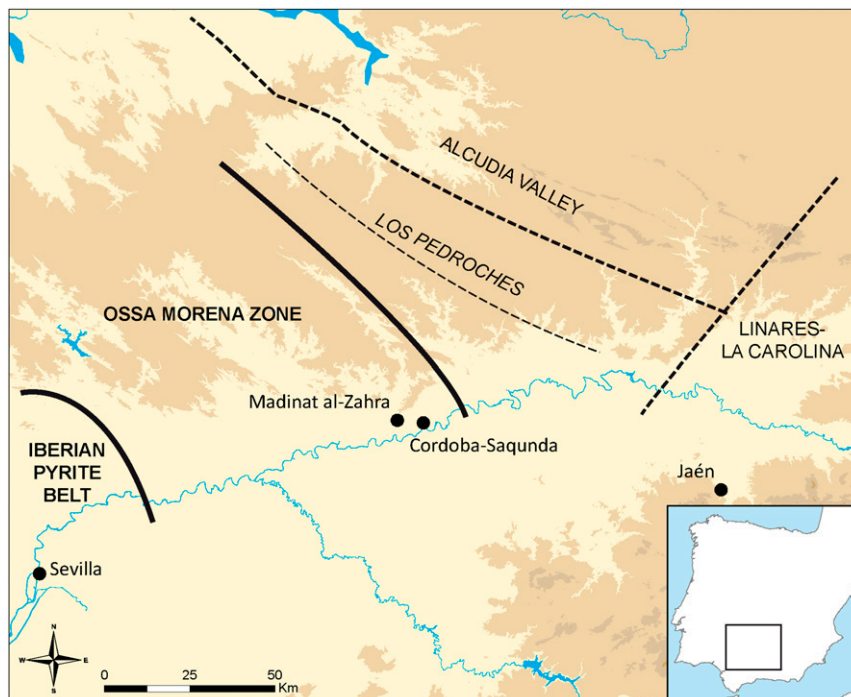 ALCUDIA VALLEY
LOS PEDROCHES
OSSA MORENA ZONE
LINARES-
LA CAROLINA
Madinat al-Zahra
Cordoba-Saqunda
IBERIAN
PYRITE
BELT
Jaén
Sevilla
N
W E
S
0 25 50
Km